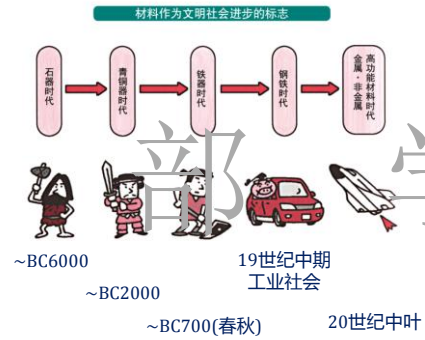 材料作为文明社会进步的标志
石器时代
青铜器时代
铁器时代
钢铁时代
高功能材料时代
金属·非金属
部 学
~BC6000
~BC2000
~BC700(春秋)
19世纪中期
工业社会
20世纪中叶